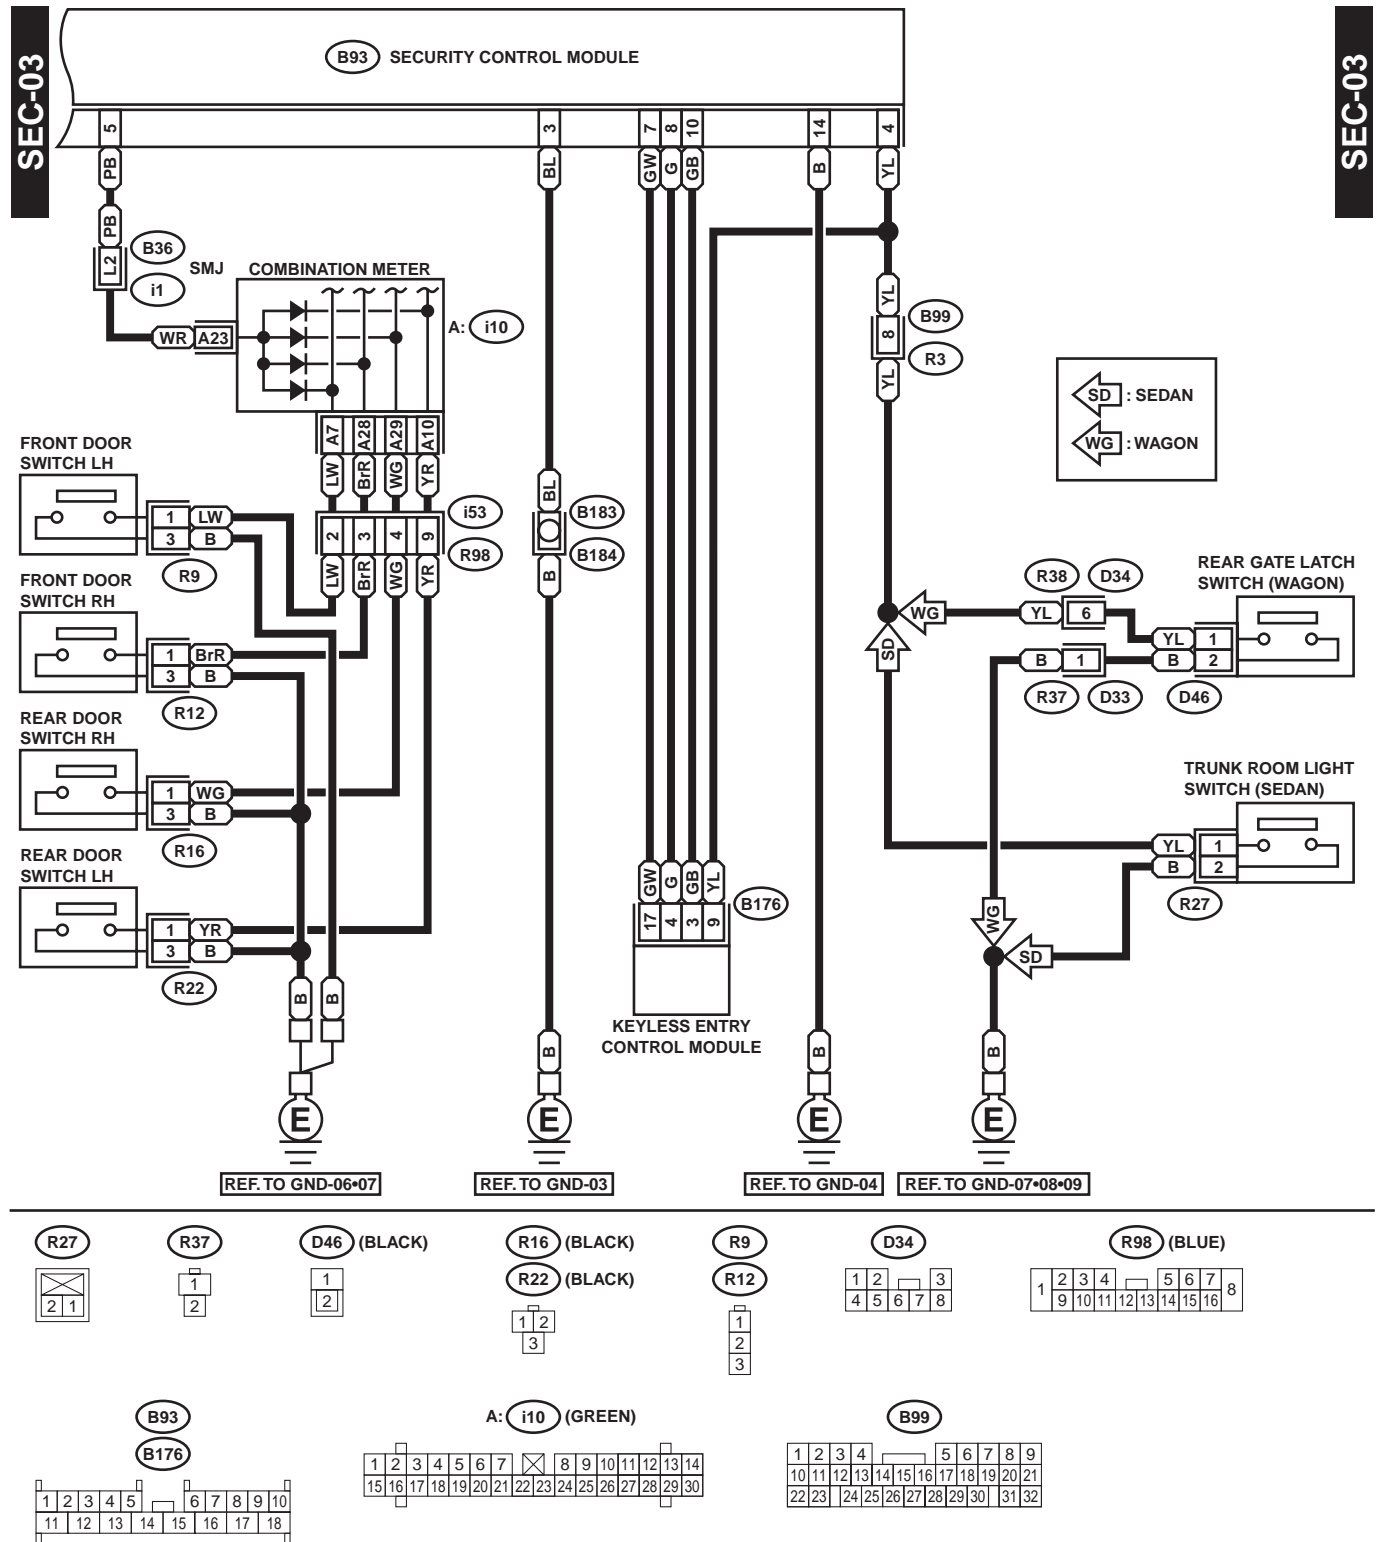 SEC-03
SEC-03
B93 SECURITY CONTROL MODULE
5 3 7 8 10 14 4
PB BL GW G GB B YL
PB
L2
B36
i1
SMJ
COMBINATION METER
WR A23
A: i10
A7 A28 A29 A10
LW BrR WG YR
2 3 4 9
i53
R98
LW BrR WG YR
YL
8
B99
R3
YL
SD : SEDAN
WG : WAGON
FRONT DOOR
SWITCH LH
1 LW
3 B
R9
FRONT DOOR
SWITCH RH
1 BrR
3 B
R12
REAR DOOR
SWITCH RH
1 WG
3 B
R16
REAR DOOR
SWITCH LH
1 YR
3 B
R22
B B
BL
B183
B184
B
B
GW G GB YL
17 4 3 9
B176
KEYLESS ENTRY
CONTROL MODULE
B
REAR GATE LATCH
SWITCH (WAGON)
R38 D34
WG YL 6 YL 1
SD B 1 B 2
R37 D33 D46
TRUNK ROOM LIGHT
SWITCH (SEDAN)
YL 1
B 2
R27
WG
SD
B
E E E E
REF. TO GND-06•07
REF. TO GND-03
REF. TO GND-04
REF. TO GND-07•08•09
R27
2 1
R37
1
2
D46 (BLACK)
1
2
R16 (BLACK)
R22 (BLACK)
1 2
3
R9
R12
1
2
3
D34
1 2 3
4 5 6 7 8
R98 (BLUE)
1 2 3 4 5 6 7 8
9 10 11 12 13 14 15 16
B93
B176
1 2 3 4 5 6 7 8 9 10
11 12 13 14 15 16 17 18
A: i10 (GREEN)
1 2 3 4 5 6 7 8 9 10 11 12 13 14
15 16 17 18 19 20 21 22 23 24 25 26 27 28 29 30
B99
1 2 3 4 5 6 7 8 9
10 11 12 13 14 15 16 17 18 19 20 21
22 23 24 25 26 27 28 29 30 31 32